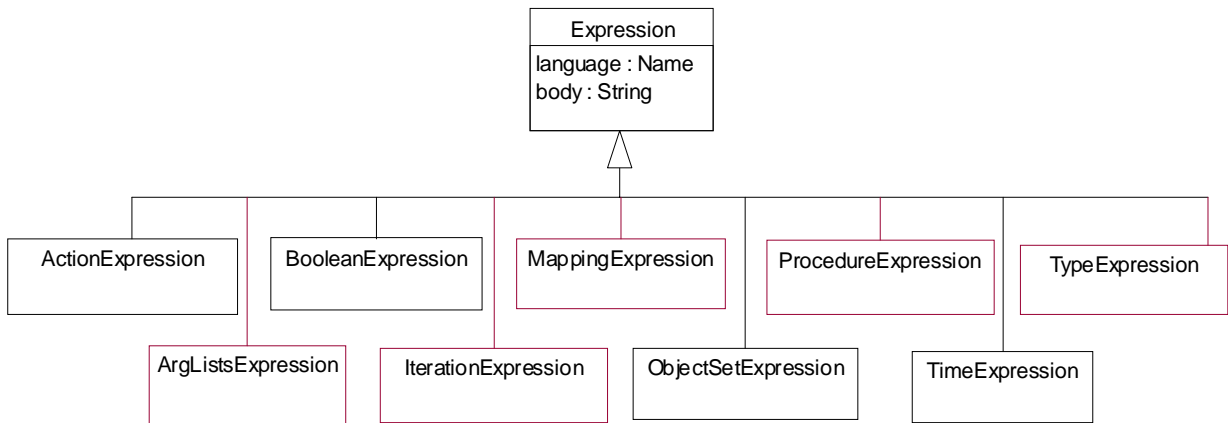 Expression
language : Name
body : String
ActionExpression
BooleanExpression
MappingExpression
ProcedureExpression
TypeExpression
ArgListsExpression
IterationExpression
ObjectSetExpression
TimeExpression